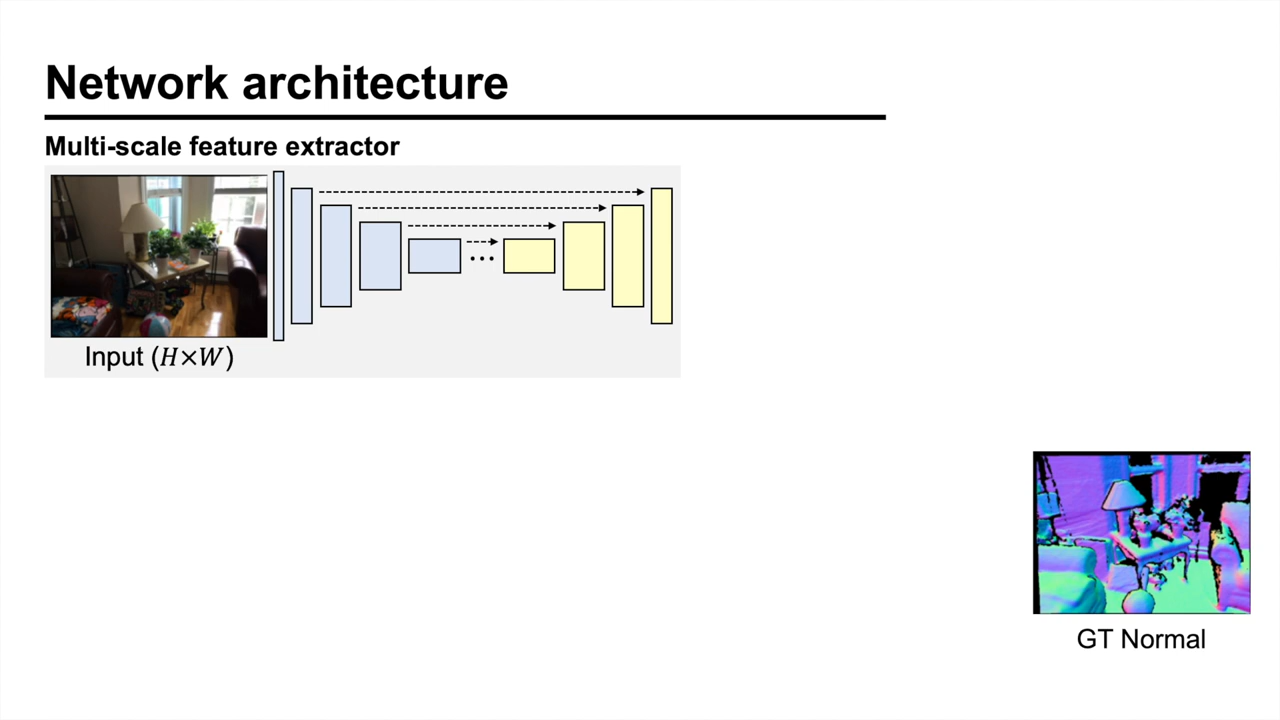 Network architecture
Multi-scale feature extractor
...
Input (H×W)
GT Normal